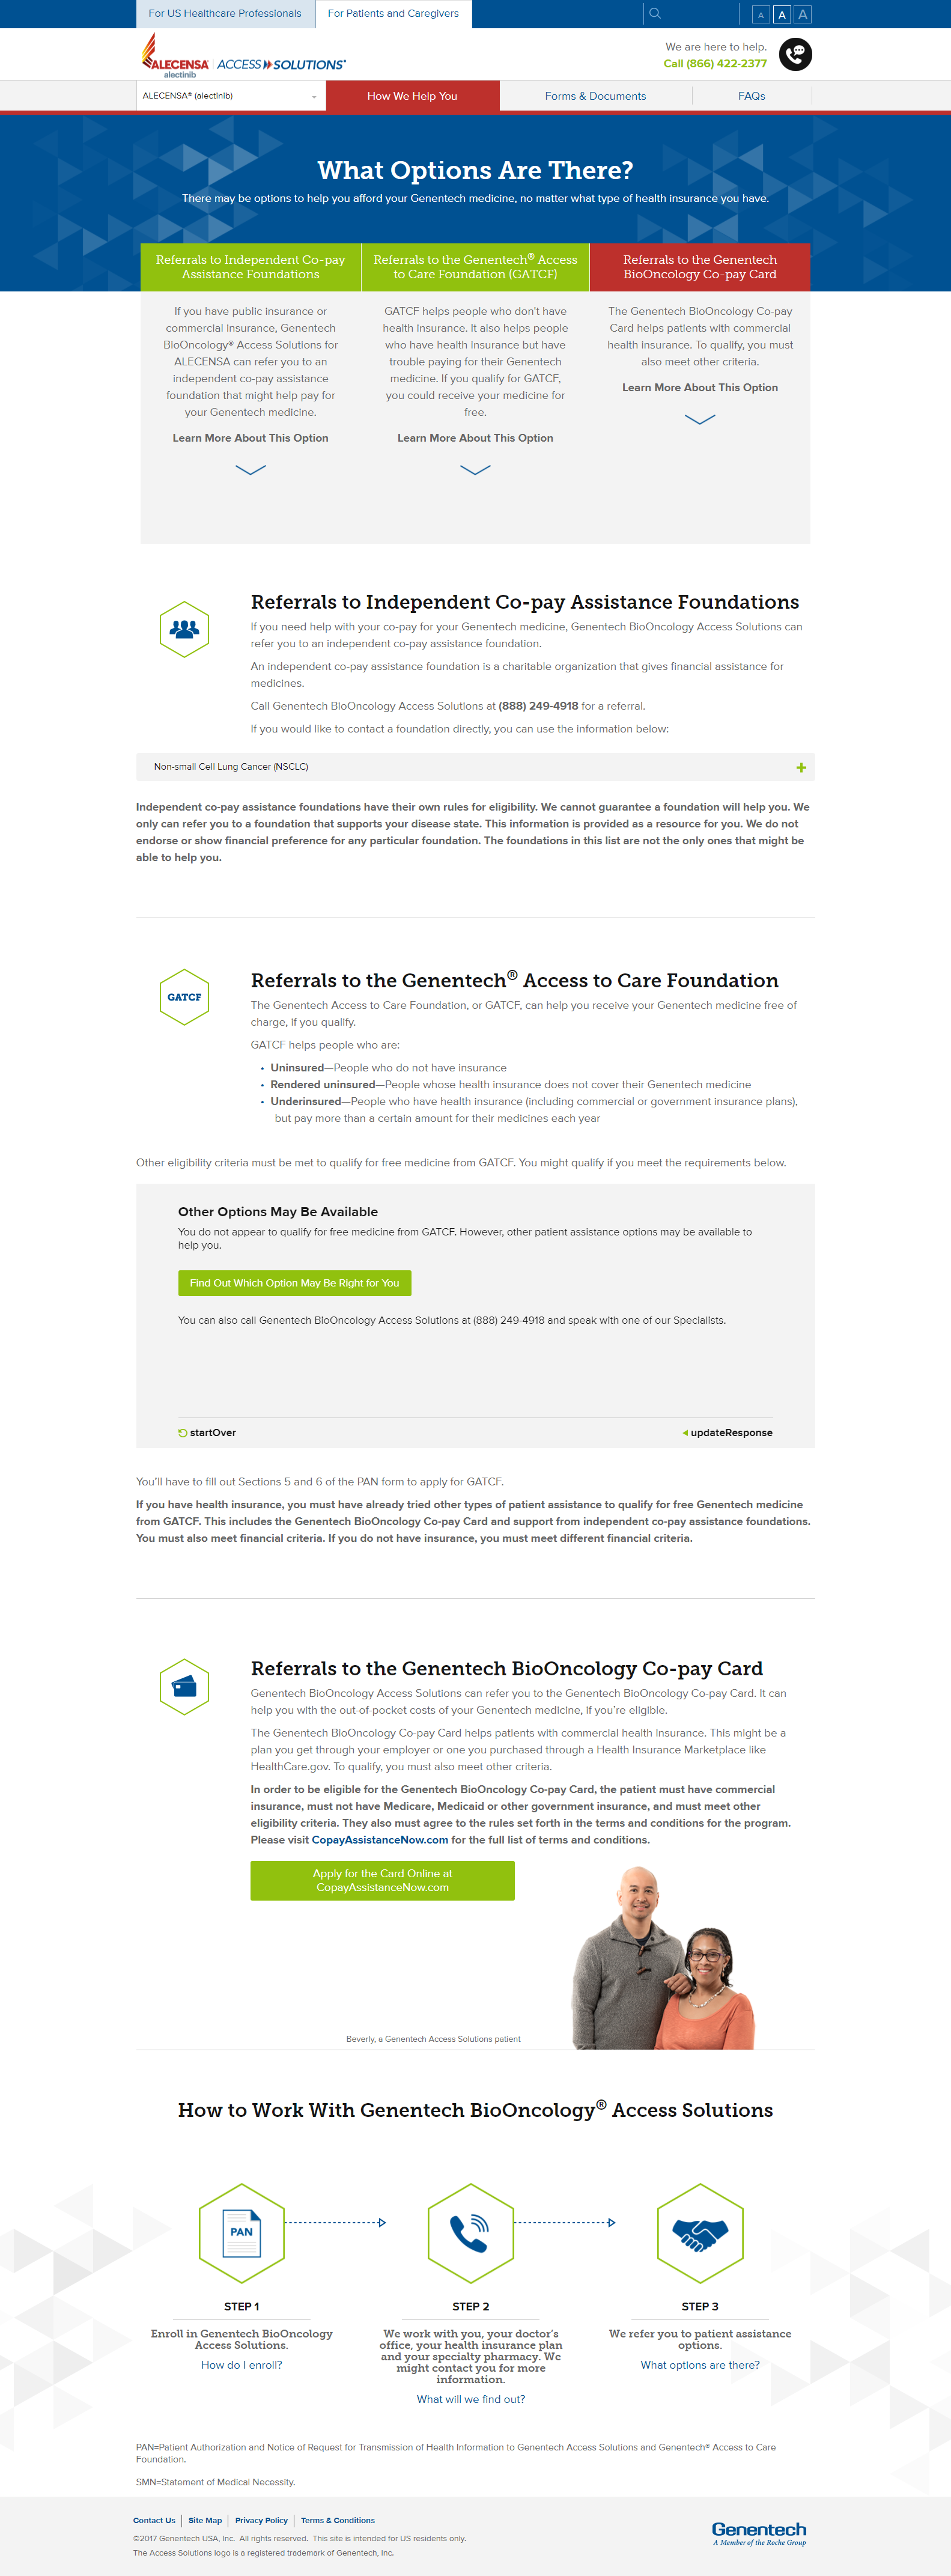 For US Healthcare Professionals
For Patients and Caregivers
A A A
ALECENSA®
alectinib
ACCESS SOLUTIONS®
We are here to help.
Call (866) 422-2377
ALECENSA® (alectinib)
How We Help You
Forms & Documents
FAQs
What Options Are There?
There may be options to help you afford your Genentech medicine, no matter what type of health insurance you have.
Referrals to Independent Co-pay
Assistance Foundations
If you have public insurance or
commercial insurance, Genentech
BioOncology® Access Solutions for
ALECENSA can refer you to an
independent co-pay assistance
foundation that might help pay for
your Genentech medicine.
Learn More About This Option
Referrals to the Genentech® Access
to Care Foundation (GATCF)
GATCF helps people who don't have
health insurance. It also helps people
who have health insurance but have
trouble paying for their Genentech
medicine. If you qualify for GATCF,
you could receive your medicine for
free.
Learn More About This Option
Referrals to the Genentech
BioOncology Co-pay Card
The Genentech BioOncology Co-pay
Card helps patients with commercial
health insurance. To qualify, you must
also meet other criteria.
Learn More About This Option
Referrals to Independent Co-pay Assistance Foundations
If you need help with your co-pay for your Genentech medicine, Genentech BioOncology Access Solutions can
refer you to an independent co-pay assistance foundation.
An independent co-pay assistance foundation is a charitable organization that gives financial assistance for
medicines.
Call Genentech BioOncology Access Solutions at (888) 249-4918 for a referral.
If you would like to contact a foundation directly, you can use the information below:
Non-small Cell Lung Cancer (NSCLC)
Independent co-pay assistance foundations have their own rules for eligibility. We cannot guarantee a foundation will help you. We
only can refer you to a foundation that supports your disease state. This information is provided as a resource for you. We do not
endorse or show financial preference for any particular foundation. The foundations in this list are not the only ones that might be
able to help you.
GATCF
Referrals to the Genentech® Access to Care Foundation
The Genentech Access to Care Foundation, or GATCF, can help you receive your Genentech medicine free of
charge, if you qualify.
GATCF helps people who are:
• Uninsured—People who do not have insurance
• Rendered uninsured—People whose health insurance does not cover their Genentech medicine
• Underinsured—People who have health insurance (including commercial or government insurance plans),
but pay more than a certain amount for their medicines each year
Other eligibility criteria must be met to qualify for free medicine from GATCF. You might qualify if you meet the requirements below.
Other Options May Be Available
You do not appear to qualify for free medicine from GATCF. However, other patient assistance options may be available to
help you.
Find Out Which Option May Be Right for You
You can also call Genentech BioOncology Access Solutions at (888) 249-4918 and speak with one of our Specialists.
startOver
updateResponse
You'll have to fill out Sections 5 and 6 of the PAN form to apply for GATCF.
If you have health insurance, you must have already tried other types of patient assistance to qualify for free Genentech medicine
from GATCF. This includes the Genentech BioOncology Co-pay Card and support from independent co-pay assistance foundations.
You must also meet financial criteria. If you do not have insurance, you must meet different financial criteria.
Referrals to the Genentech BioOncology Co-pay Card
Genentech BioOncology Access Solutions can refer you to the Genentech BioOncology Co-pay Card. It can
help you with the out-of-pocket costs of your Genentech medicine, if you're eligible.
The Genentech BioOncology Co-pay Card helps patients with commercial health insurance. This might be a
plan you get through your employer or one you purchased through a Health Insurance Marketplace like
HealthCare.gov. To qualify, you must also meet other criteria.
In order to be eligible for the Genentech BioOncology Co-pay Card, the patient must have commercial
insurance, must not have Medicare, Medicaid or other government insurance, and must meet other
eligibility criteria. They also must agree to the rules set forth in the terms and conditions for the program.
Please visit CopayAssistanceNow.com for the full list of terms and conditions.
Apply for the Card Online at
CopayAssistanceNow.com
Beverly, a Genentech Access Solutions patient
How to Work With Genentech BioOncology® Access Solutions
PAN
STEP 1
Enroll in Genentech BioOncology
Access Solutions.
How do I enroll?
STEP 2
We work with you, your doctor's
office, your health insurance plan
and your specialty pharmacy. We
might contact you for more
information.
What will we find out?
STEP 3
We refer you to patient assistance
options.
What options are there?
PAN=Patient Authorization and Notice of Request for Transmission of Health Information to Genentech Access Solutions and Genentech® Access to Care
Foundation.
SMN=Statement of Medical Necessity.
Contact Us
Site Map
Privacy Policy
Terms & Conditions
©2017 Genentech USA, Inc. All rights reserved. This site is intended for US residents only.
The Access Solutions logo is a registered trademark of Genentech, Inc.
Genentech
A Member of the Roche Group